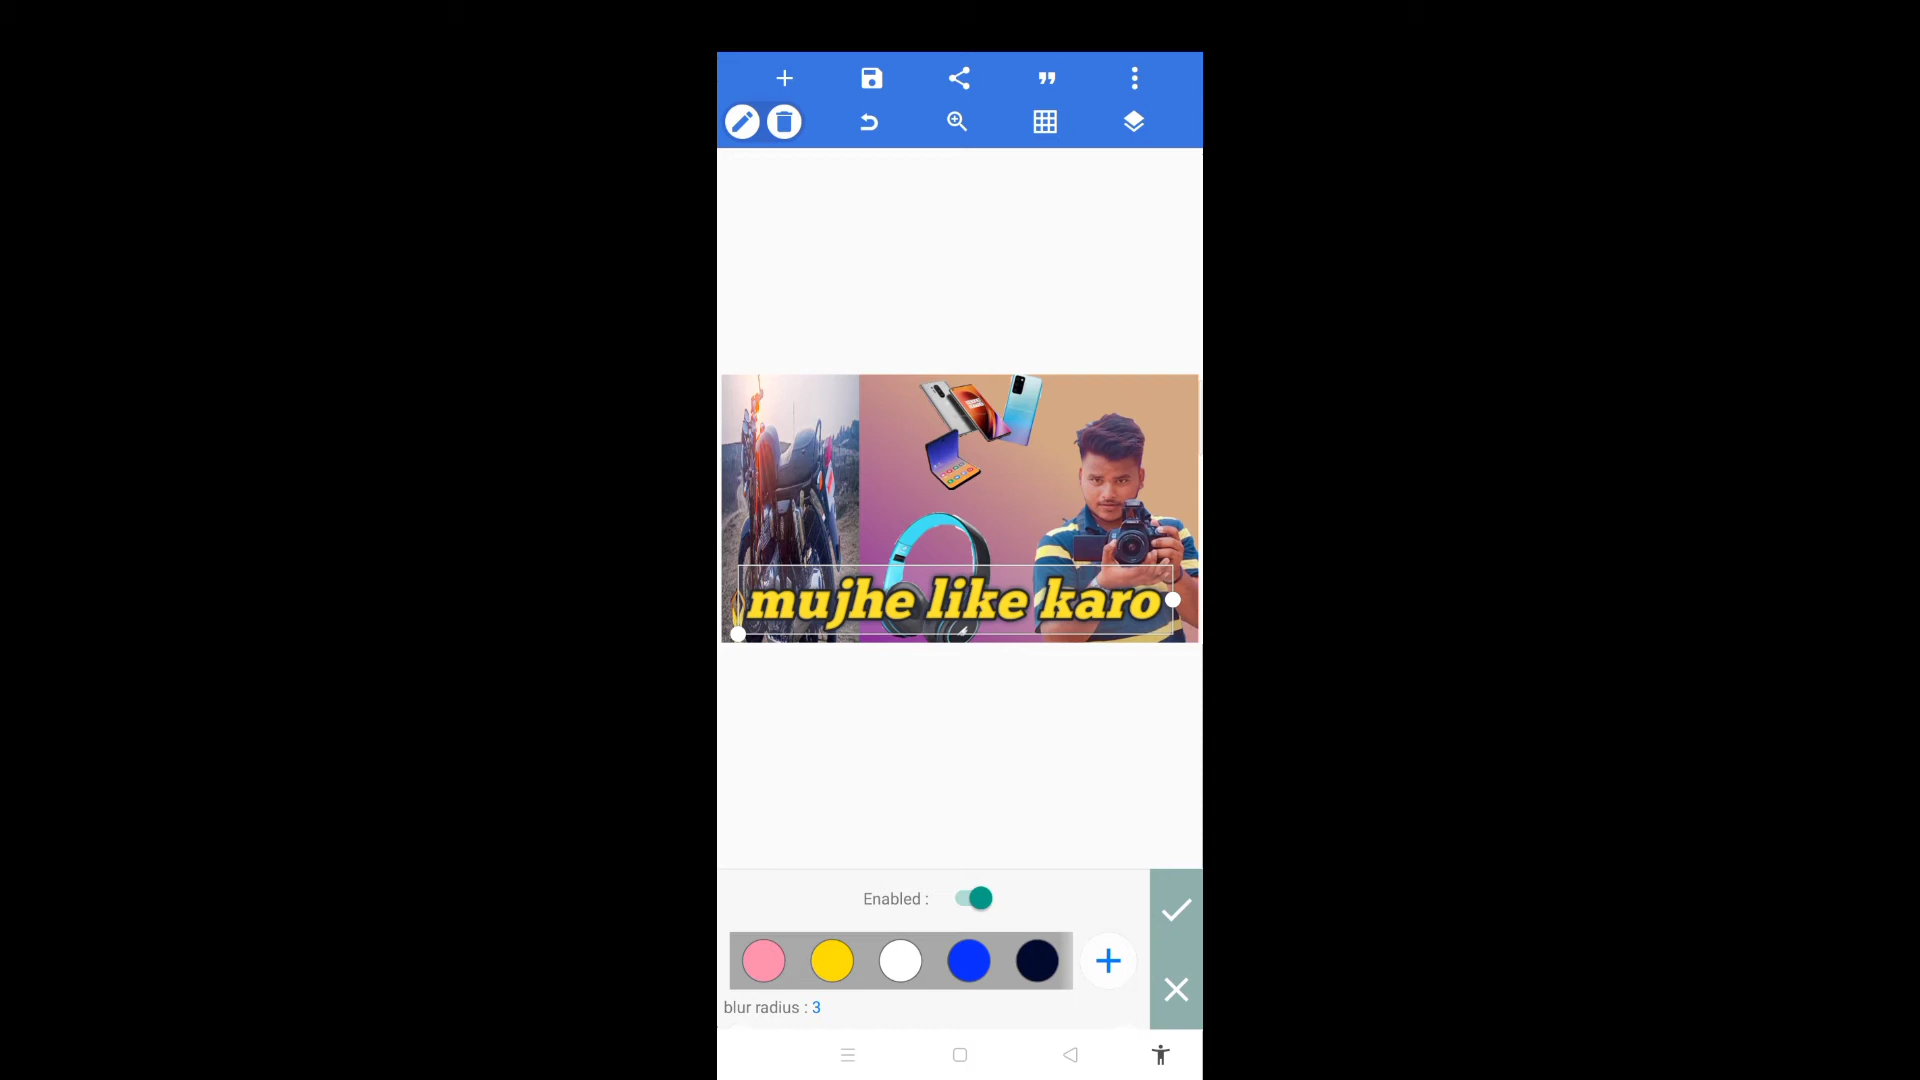 mujhe like karo
Enabled :
blur radius : 3